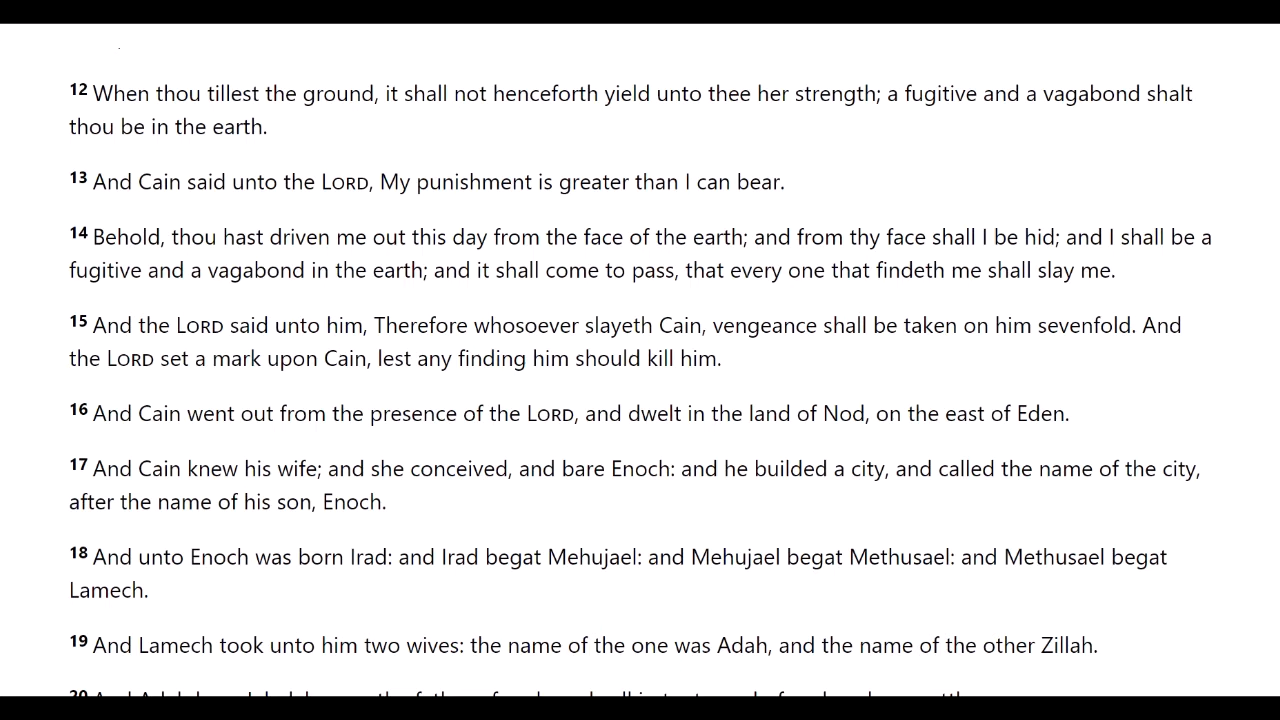 12 When thou tillest the ground, it shall not henceforth yield unto thee her strength; a fugitive and a vagabond shalt
thou be in the earth.
13 And Cain said unto the LORD, My punishment is greater than I can bear.
14 Behold, thou hast driven me out this day from the face of the earth; and from thy face shall I be hid; and I shall be a
fugitive and a vagabond in the earth; and it shall come to pass, that every one that findeth me shall slay me.
15 And the LORD said unto him, Therefore whosoever slayeth Cain, vengeance shall be taken on him sevenfold. And
the LORD set a mark upon Cain, lest any finding him should kill him.
16 And Cain went out from the presence of the LORD, and dwelt in the land of Nod, on the east of Eden.
17 And Cain knew his wife; and she conceived, and bare Enoch: and he builded a city, and called the name of the city,
after the name of his son, Enoch.
18 And unto Enoch was born Irad: and Irad begat Mehujael: and Mehujael begat Methusael: and Methusael begat
Lamech.
19 And Lamech took unto him two wives: the name of the one was Adah, and the name of the other Zillah.